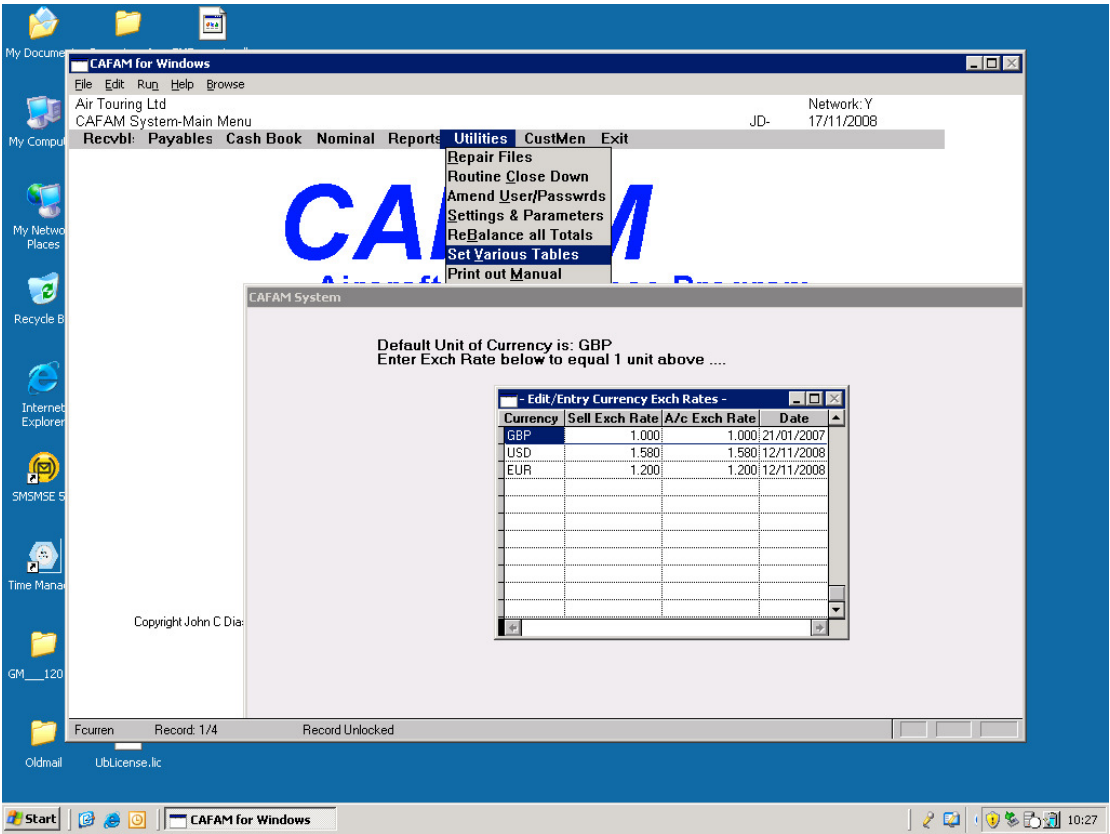 My Docume
CAFAM for Windows
File Edit Run Help Browse
Air Touring Ltd
Network: Y
CAFAM System-Main Menu
JD-
17/11/2008
Recvbl: Payables Cash Book Nominal Reports Utilities CustMen Exit
Repair Files
Routine Close Down
Amend User/Passwrds
Settings & Parameters
ReBalance all Totals
Set Various Tables
Print out Manual
CAFAM System
Default Unit of Currency is: GBP
Enter Exch Rate below to equal 1 unit above ....
- Edit/Entry Currency Exch Rates -
Currency Sell Exch Rate A/c Exch Rate Date
GBP 1.000 1.000 21/01/2007
USD 1.580 1.580 12/11/2008
EUR 1.200 1.200 12/11/2008
Copyright John C Dia
Fcurren Record: 1/4 Record Unlocked
My Comput
My Netwo
Places
Recycle B
Internet
Explorer
SMSMSE 5
Time Mana
GM___120
Oldmail
UbLicense.lic
Start
CAFAM for Windows
10:27